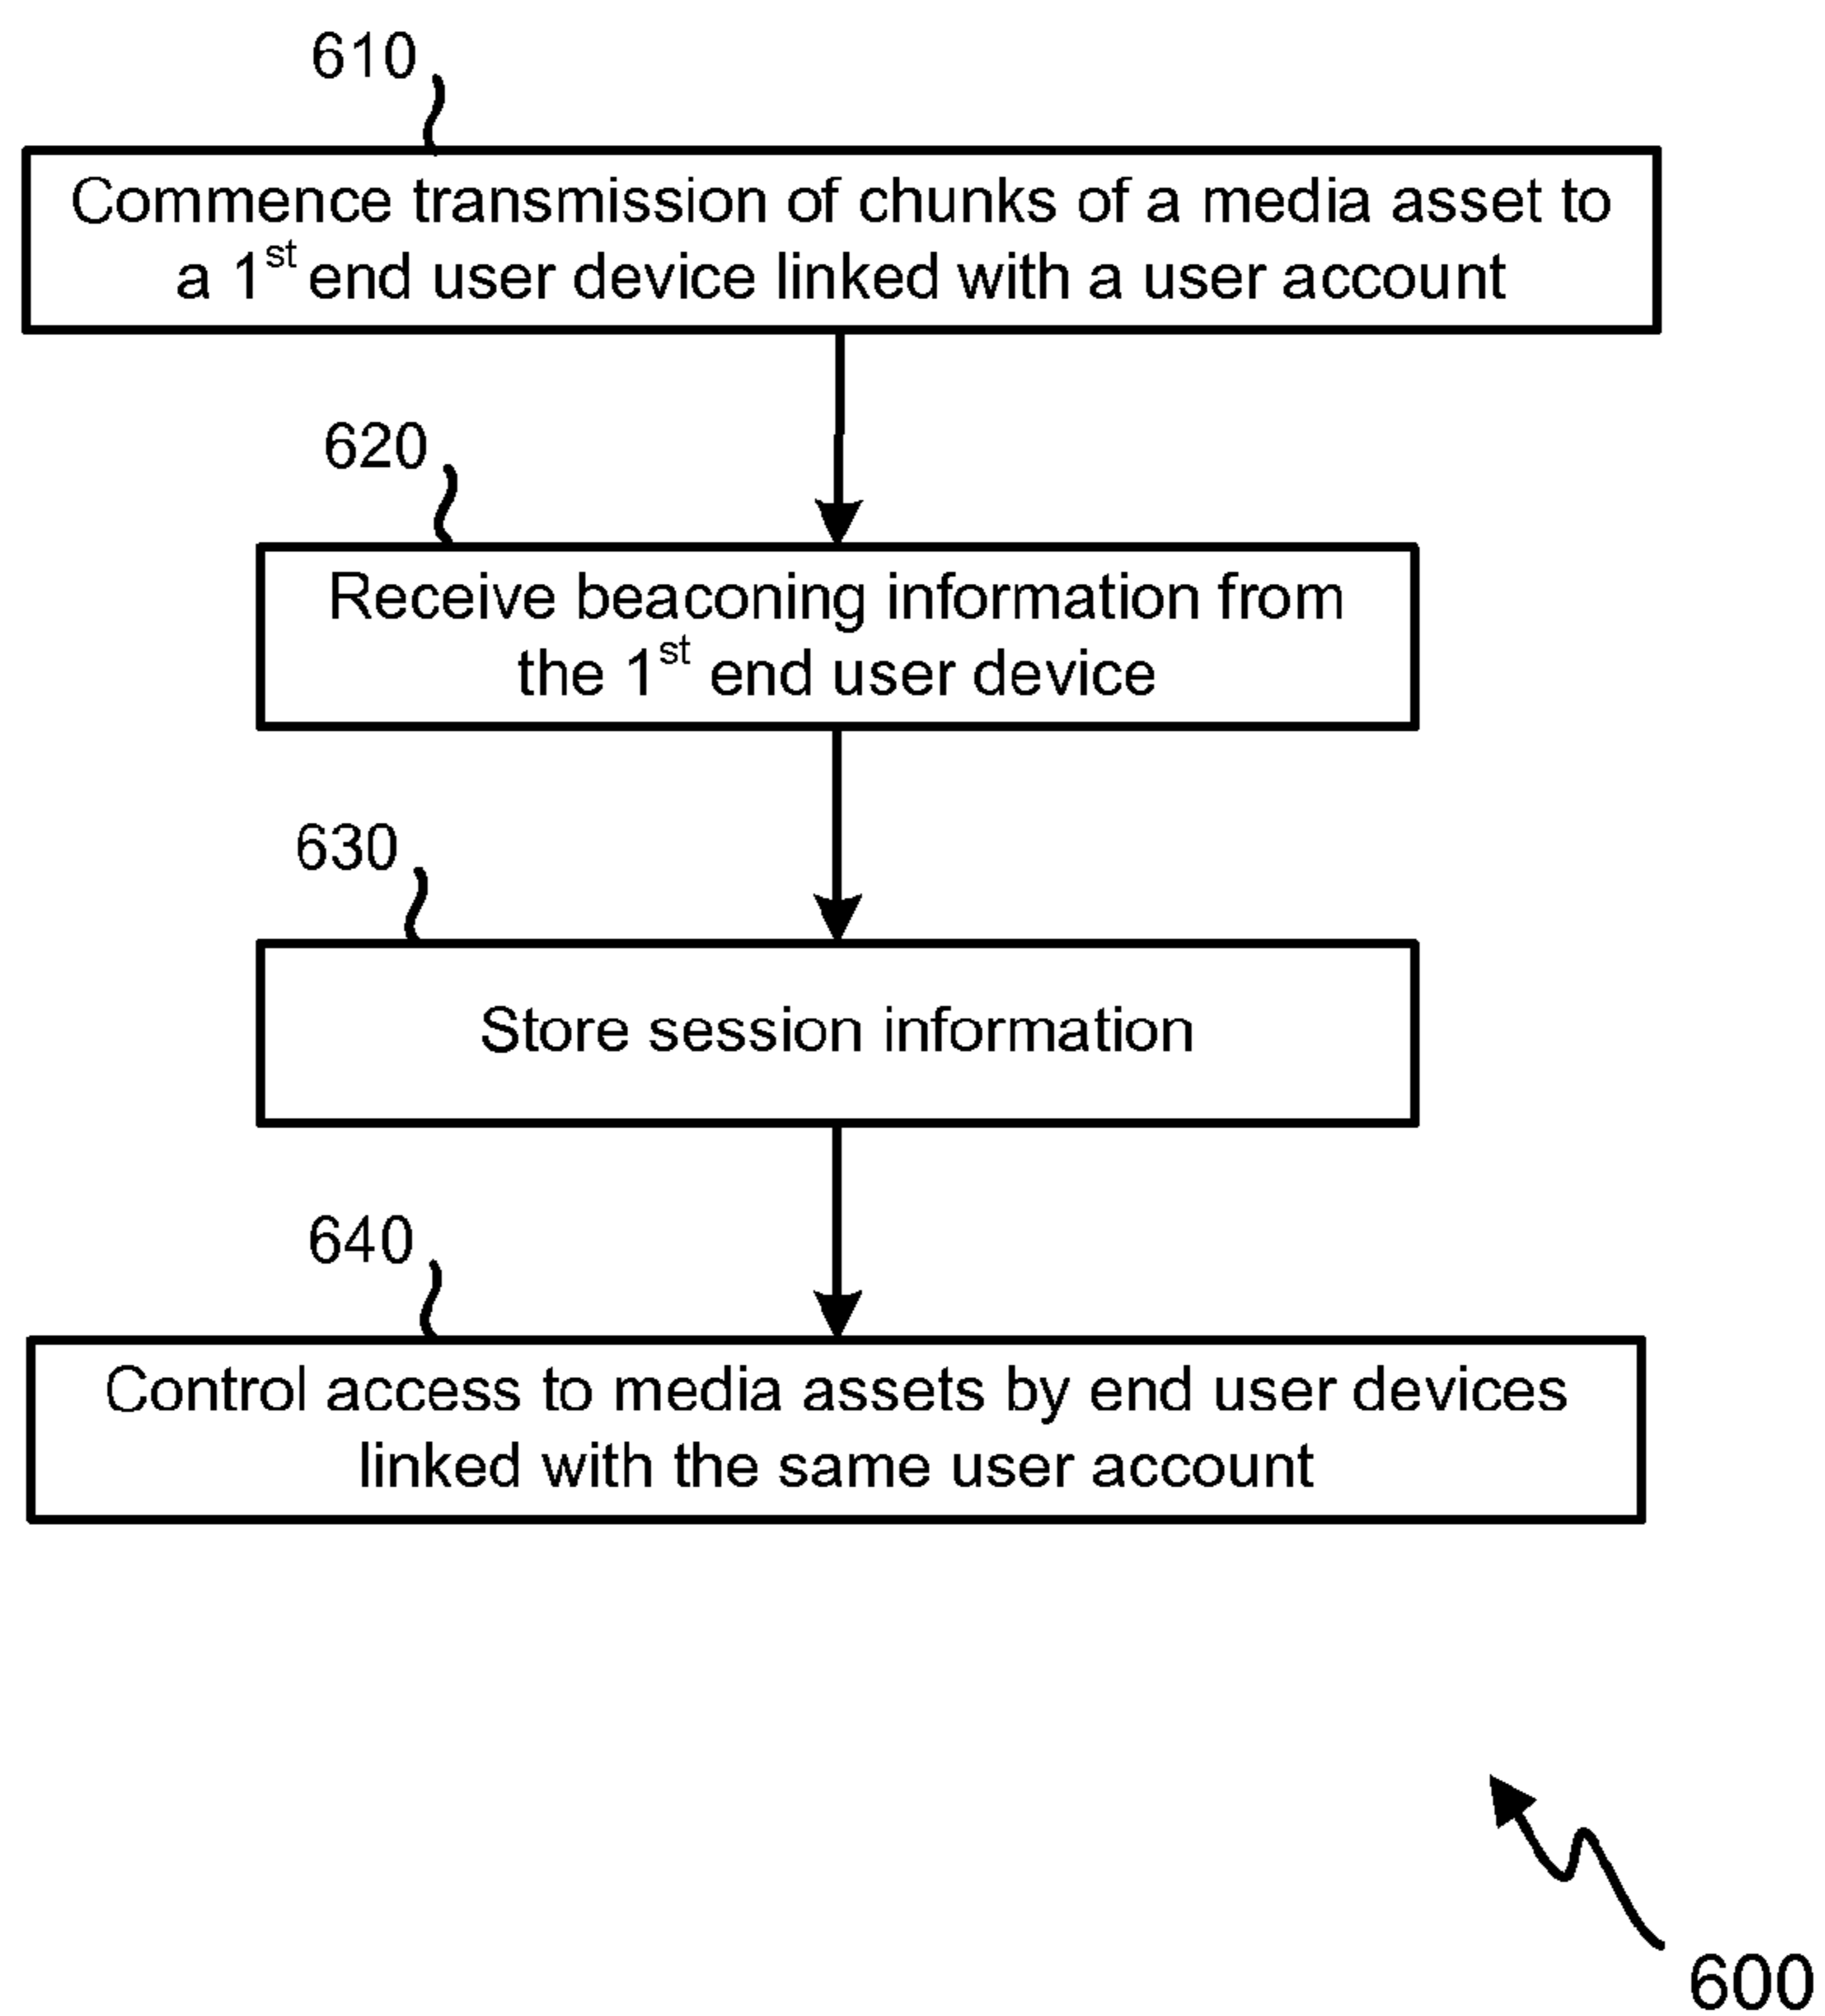 610
Commence transmission of chunks of a media asset to
a 1st end user device linked with a user account
620
Receive beaconing information from
the 1st end user device
630
Store session information
640
Control access to media assets by end user devices
linked with the same user account
600